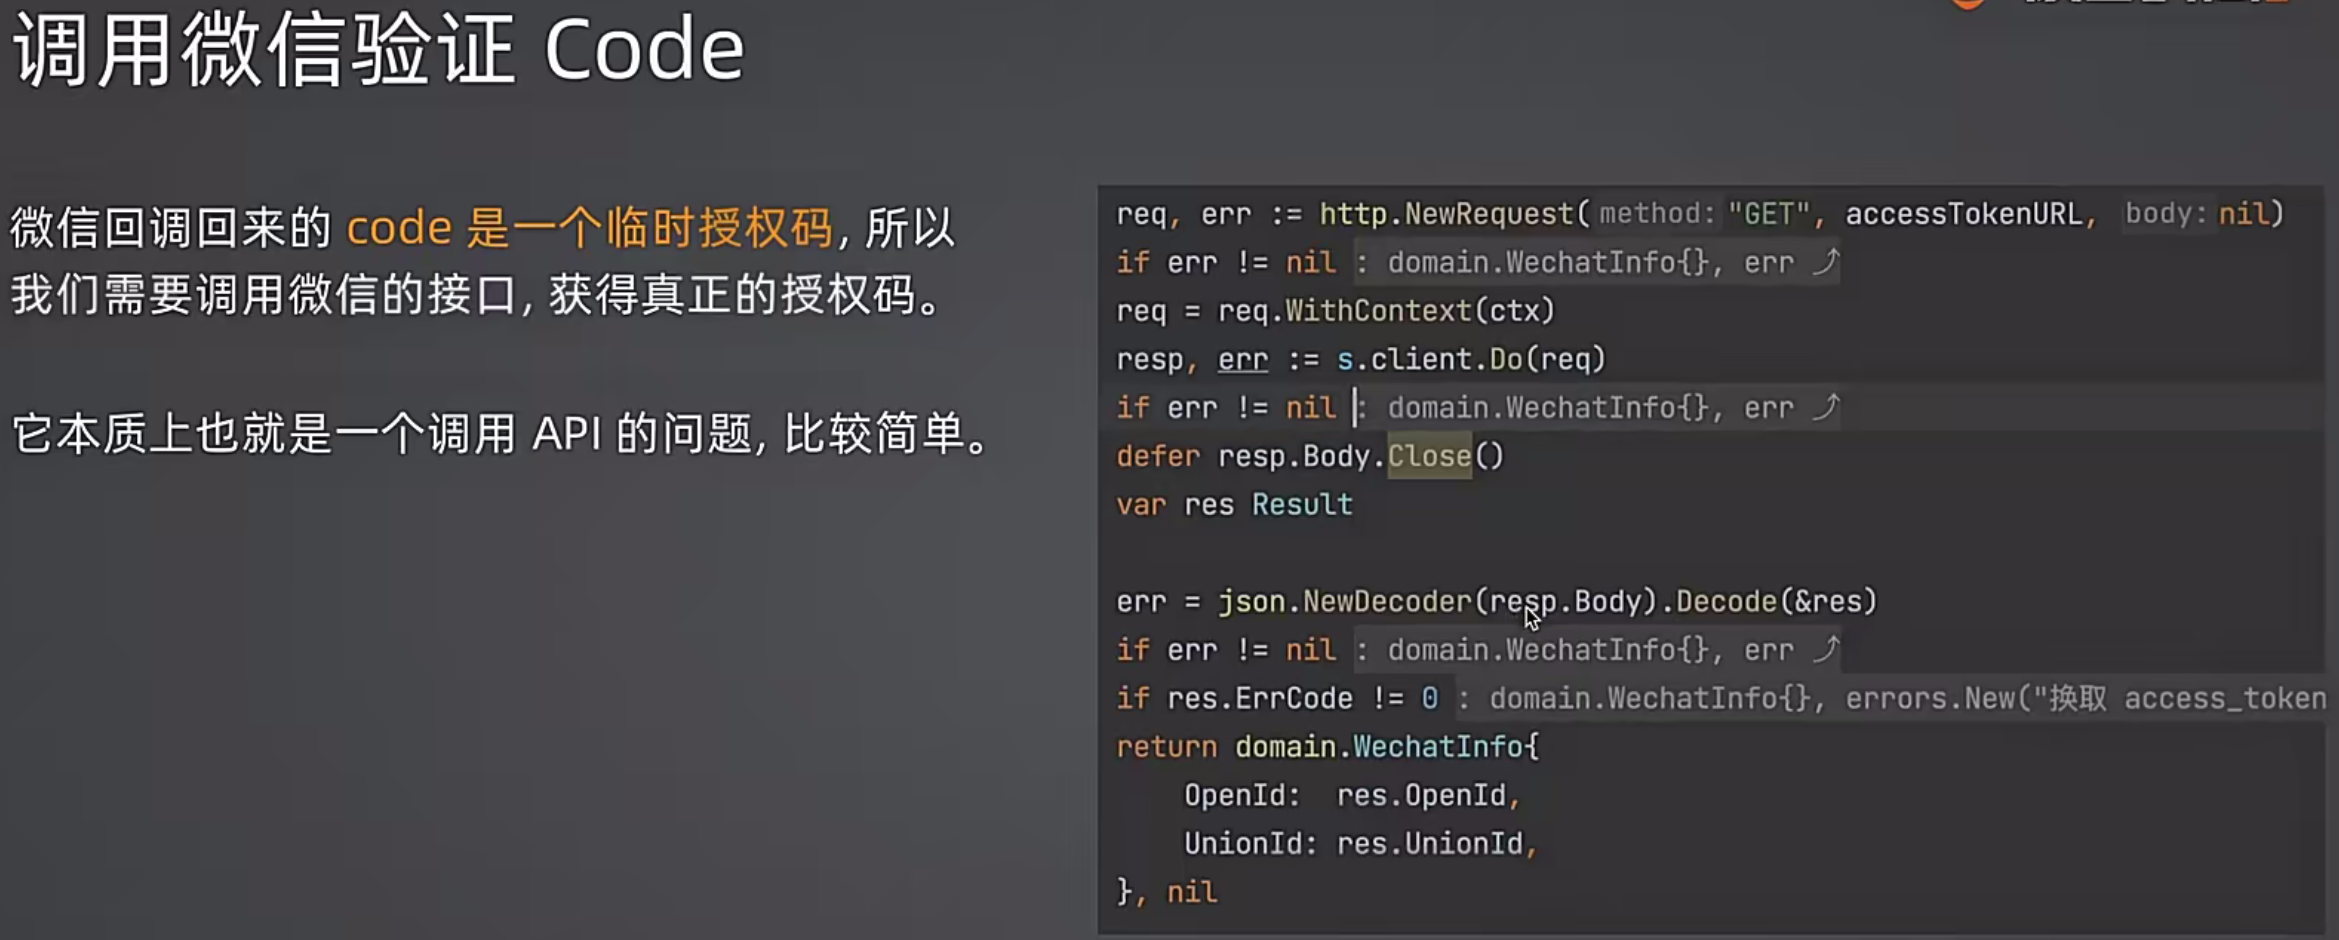 调用微信验证 Code
微信回调回来的 code 是一个临时授权码, 所以
我们需要调用微信的接口, 获得真正的授权码。
它本质上也就是一个调用 API 的问题, 比较简单。
req, err := http.NewRequest( method: "GET", accessTokenURL, body: nil)
if err != nil : domain.WechatInfo{}, err ⤴
req = req.WithContext(ctx)
resp, err := s.client.Do(req)
if err != nil : domain.WechatInfo{}, err ⤴
defer resp.Body.Close()
var res Result
err = json.NewDecoder(resp.Body).Decode(&res)
if err != nil : domain.WechatInfo{}, err ⤴
if res.ErrCode != 0 : domain.WechatInfo{}, errors.New("换取 access_token
return domain.WechatInfo{
OpenId: res.OpenId,
UnionId: res.UnionId,
}, nil